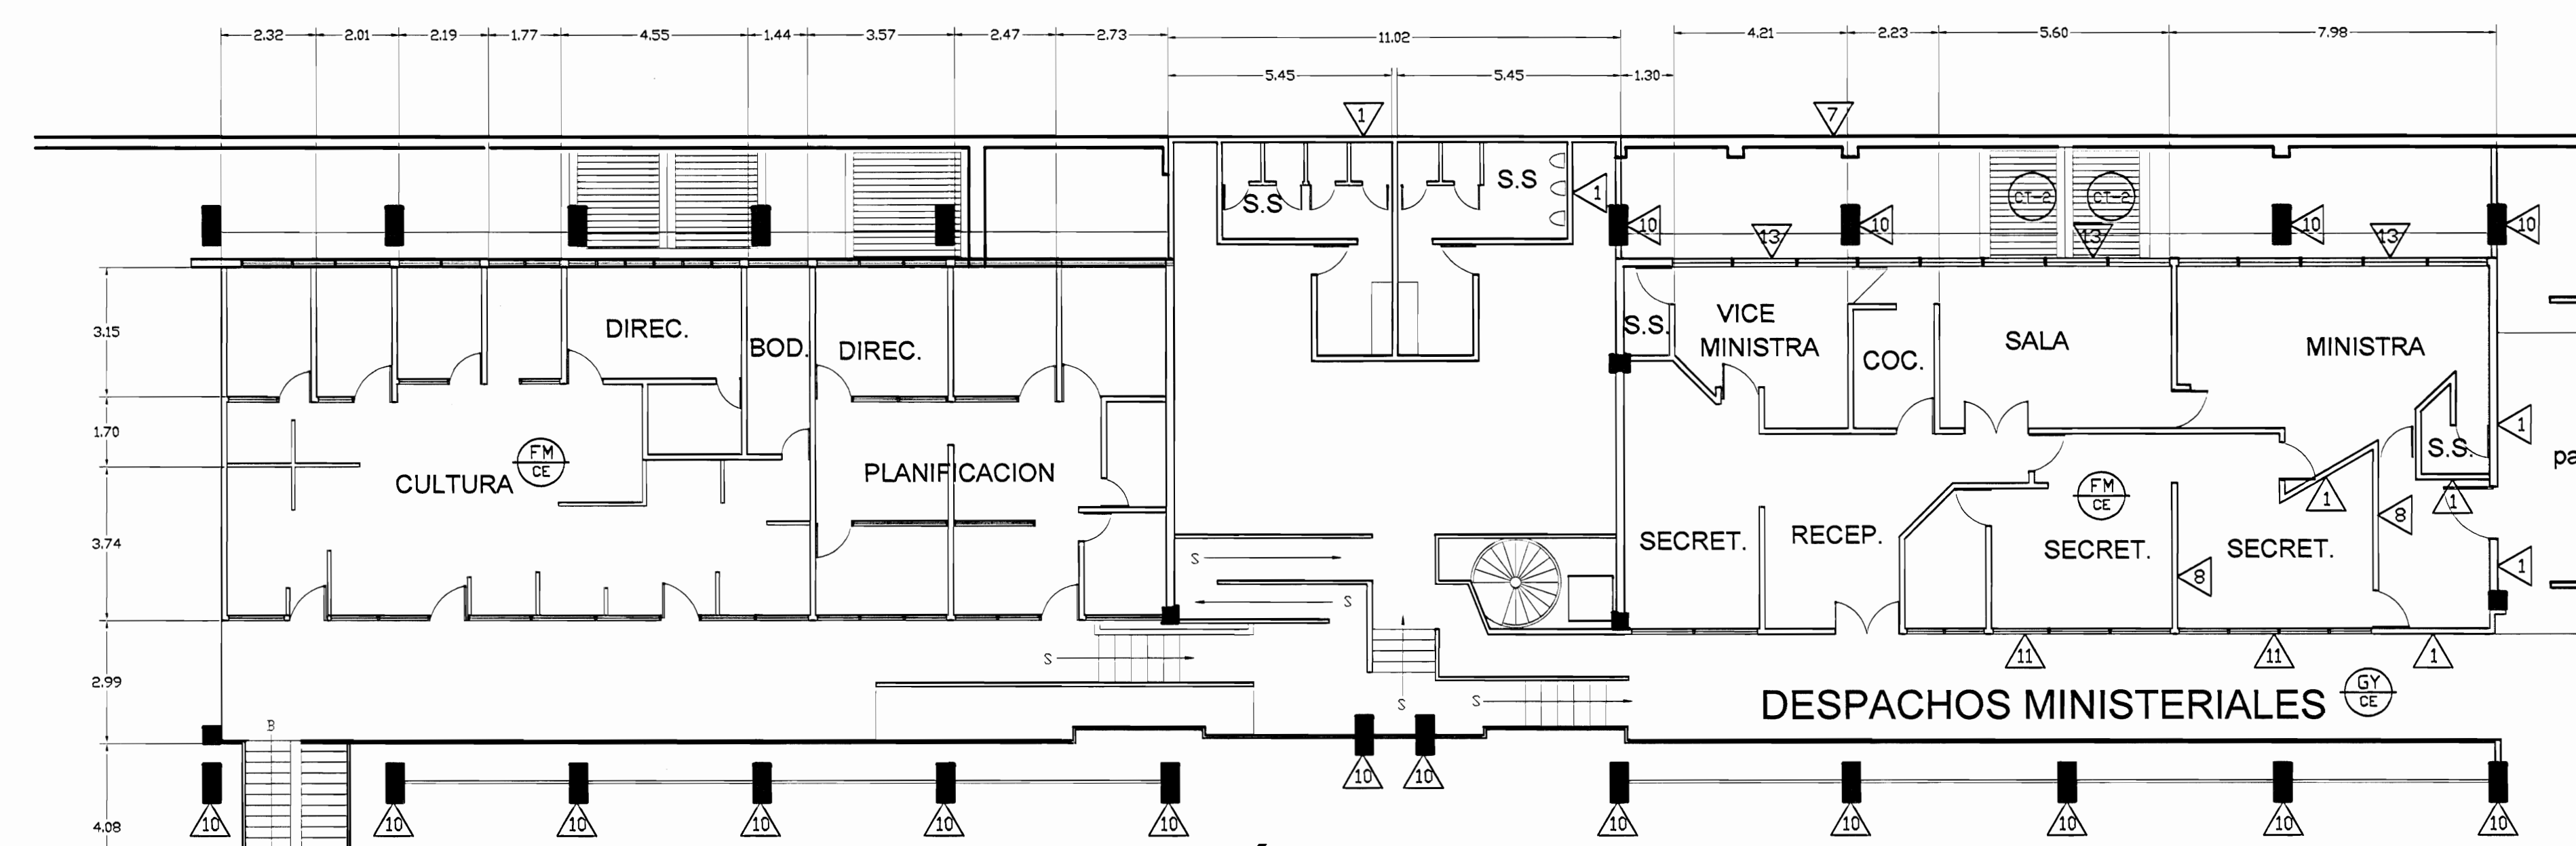 2.32 2.01 2.19 1.77 4.55 1.44 3.57 2.47 2.73 11.02 4.21 2.23 5.60 7.98
5.45 5.45 1.30
1 7
S.S S.S 1 CT-2 CT-2
10 10 10 10
13 13 13
3.15 DIREC. BOD. DIREC. S.S. VICE
MINISTRA COC. SALA MINISTRA
1.70 1
CULTURA FM
CE PLANIFICACION FM
CE S.S. pa
1 1 8
3.74 S SECRET. RECEP. SECRET. SECRET.
8 1
S
S 11 11 1
2.99 S S DESPACHOS MINISTERIALES GY
CE
B
10 10
4.08 10 10 10 10 10 10 10 10 10 10 10